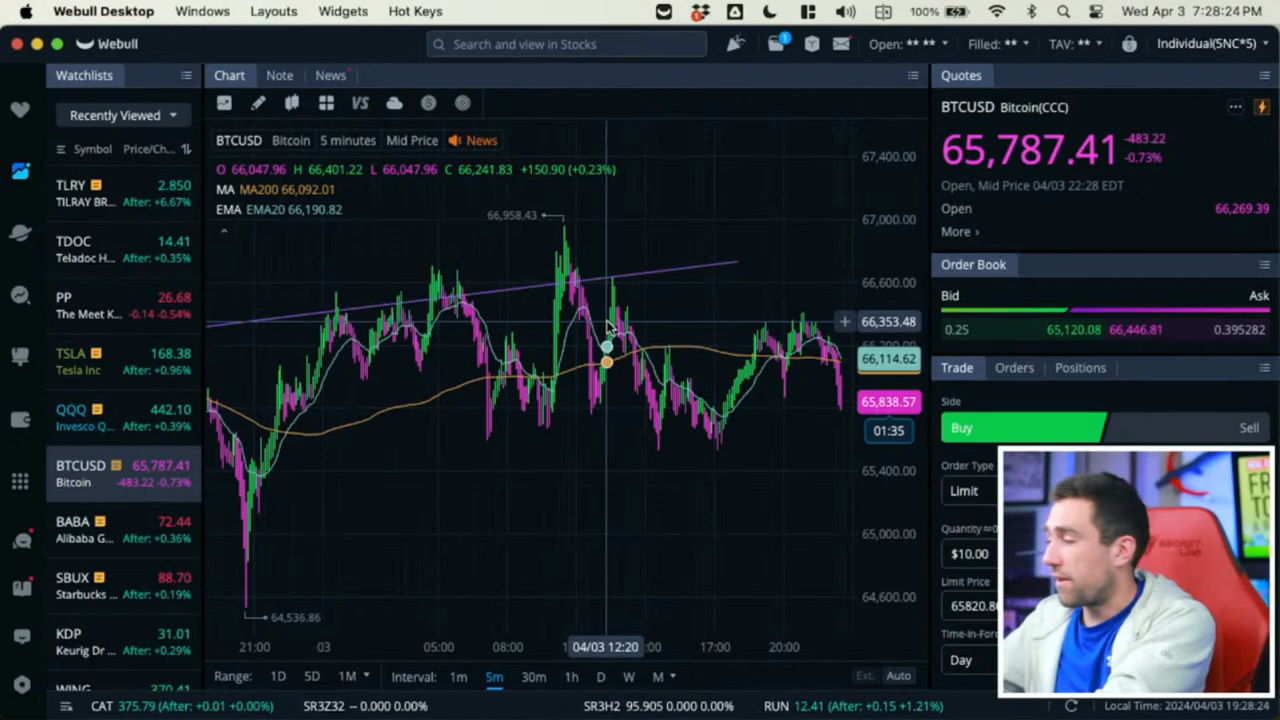 Webull Desktop Windows Layouts Widgets Hot Keys 1 100% Wed Apr 3 7:28:24 PM
Webull Search and view in Stocks 1 Open: ** ** Filled: ** TAV: ** Individual(5NC*5)
Watchlists
Recently Viewed
Symbol Price/Ch...
TLRY 2.850
TILRAY BR... After: +6.67%
TDOC 14.41
Teladoc H... After: +0.35%
PP 26.68
The Meet K... -0.14 -0.54%
TSLA 168.38
Tesla Inc After: +0.96%
QQQ 442.10
Invesco Q... After: +0.39%
BTCUSD 65,787.41
Bitcoin -483.22 -0.73%
BABA 72.44
Alibaba G... After: +0.36%
SBUX 88.70
Starbucks ... After: +0.19%
KDP 31.01
Keurig Dr ... After: +0.29%
WING 370.41
Chart Note News
VS
BTCUSD Bitcoin 5 minutes Mid Price News
O 66,047.96 H 66,401.22 L 66,047.96 C 66,241.83 +150.90 (+0.23%)
MA MA200 66,092.01
EMA EMA20 66,190.82
66,958.43
64,536.86
67,400.00
67,000.00
66,600.00
66,353.48
66,114.62
65,838.57
01:35
65,400.00
65,000.00
64,600.00
21:00 03 05:00 08:00 04/03 12:20 :00 17:00 20:00
Range: 1D 5D 1M Interval: 1m 5m 30m 1h D W M Ext. Auto
Quotes
BTCUSD Bitcoin(CCC)
65,787.41 -483.22
-0.73%
Open, Mid Price 04/03 22:28 EDT
Open 66,269.39
More
Order Book
Bid Ask
0.25 65,120.08 66,446.81 0.395282
Trade Orders Positions
Side
Buy Sell
Order Type
Limit
Quantity
$10.00
Limit Price
65820.8
Time-in-For
Day
SECRET
LAB
CAT 375.79 (After: +0.01 +0.00%) SR3Z32 -- 0.000 0.00% SR3H2 95.905 0.000 0.00% RUN 12.41 (After: +0.15 +1.21%) Local Time: 2024/04/03 19:28:24